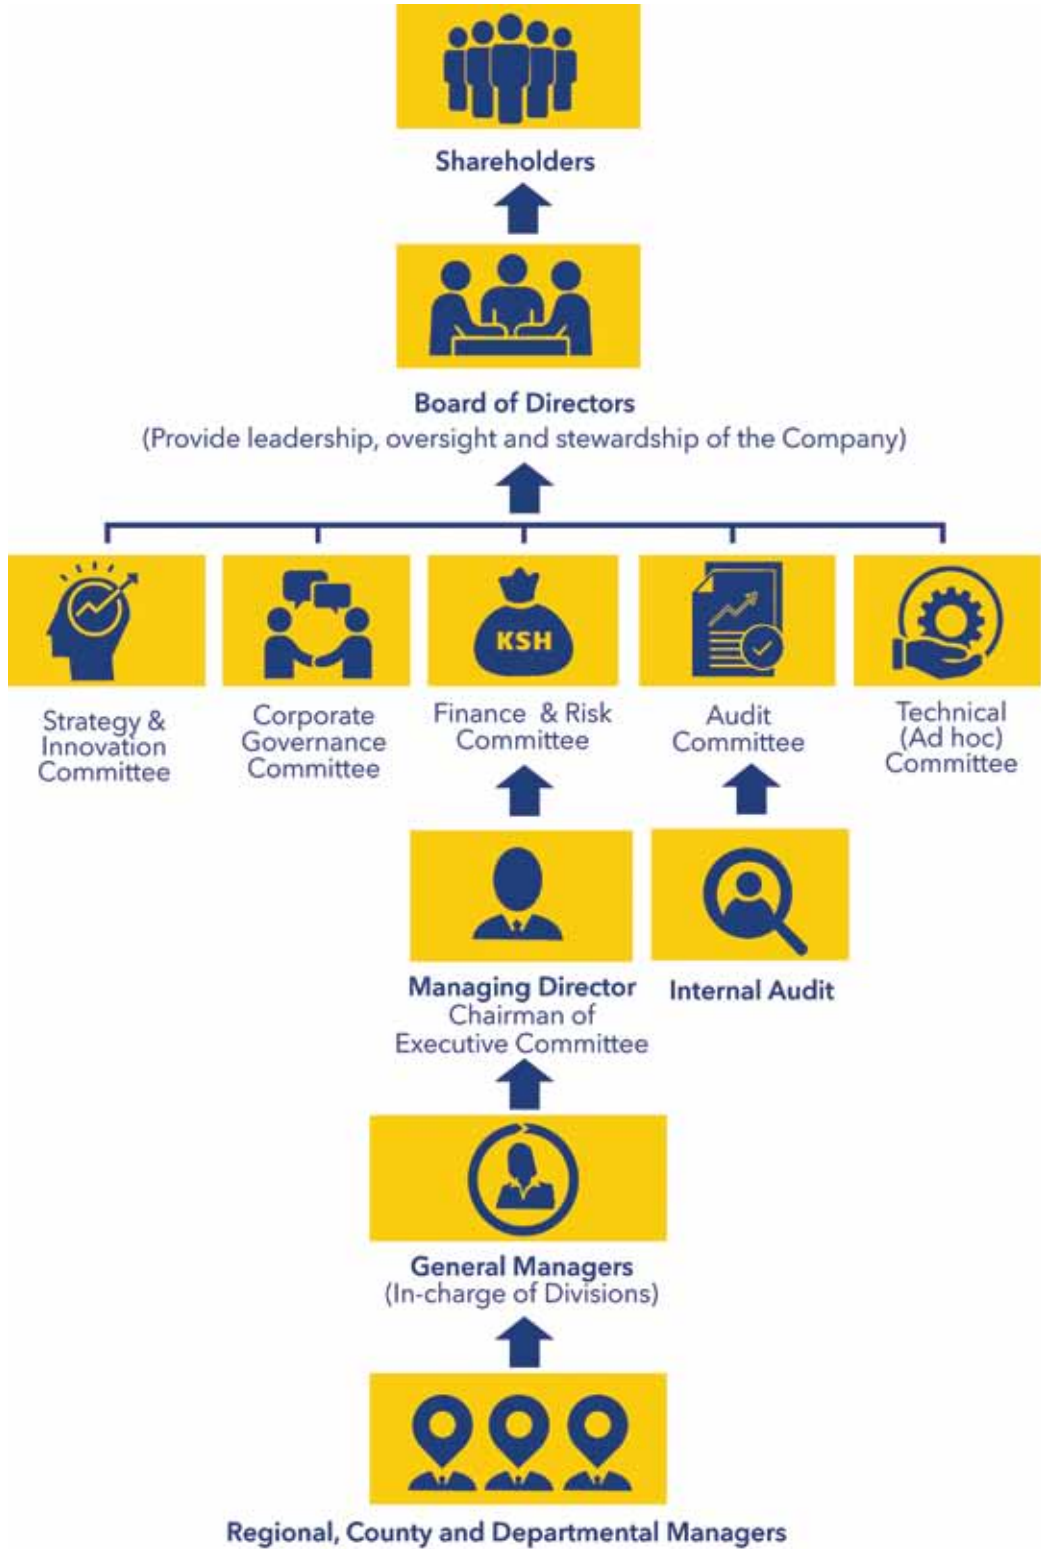 Shareholders
Board of Directors
(Provide leadership, oversight and stewardship of the Company)
KSH
Strategy &
Innovation
Committee
Corporate
Governance
Committee
Finance & Risk
Committee
Audit
Committee
Technical
(Ad hoc)
Committee
Managing Director
Chairman of
Executive Committee
Internal Audit
General Managers
(In-charge of Divisions)
Regional, County and Departmental Managers